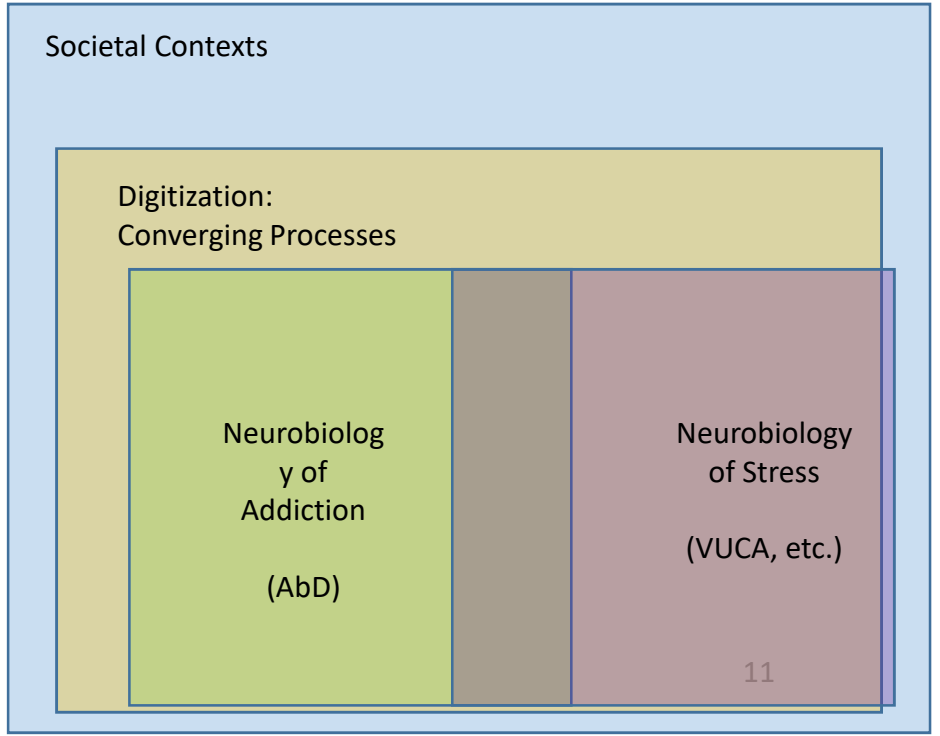 Societal Contexts
Digitization:
Converging Processes
Neurobiolog
y of
Addiction
(AbD)
Neurobiology
of Stress
(VUCA, etc.)
11